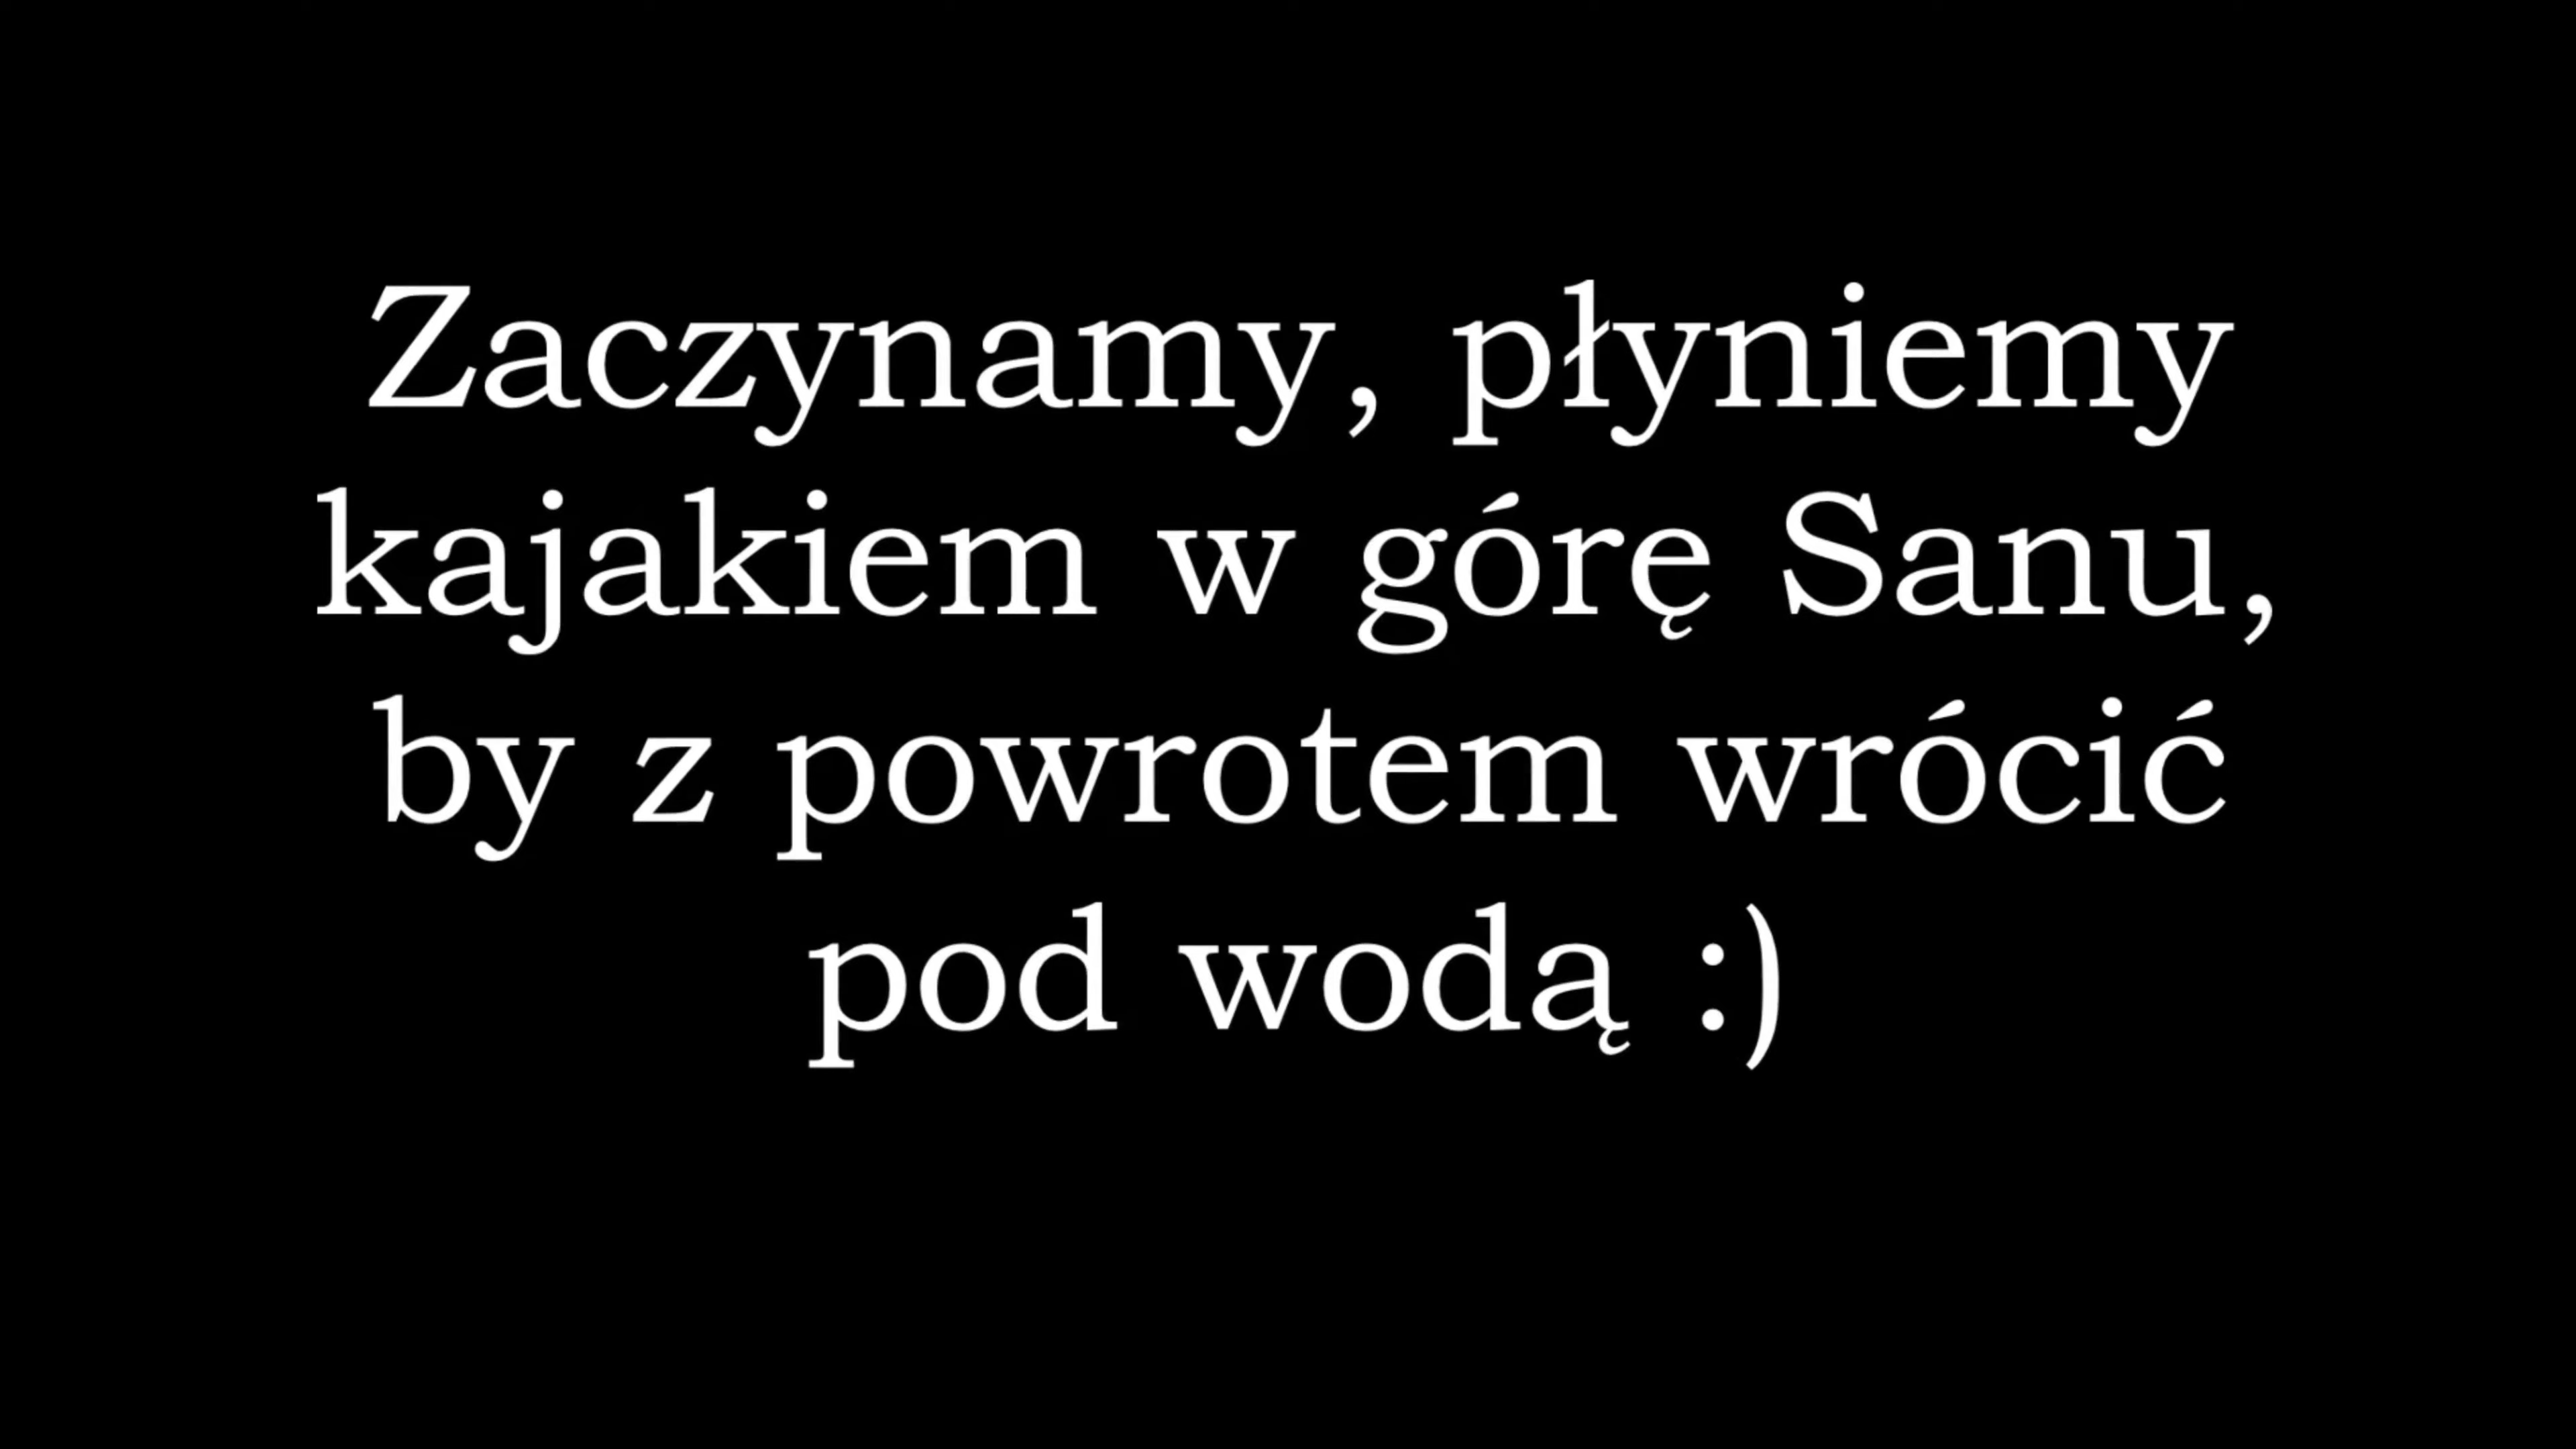 Zaczynamy, płyniemy
kajakiem w górę Sanu,
by z powrotem wrócić
pod wodą :)